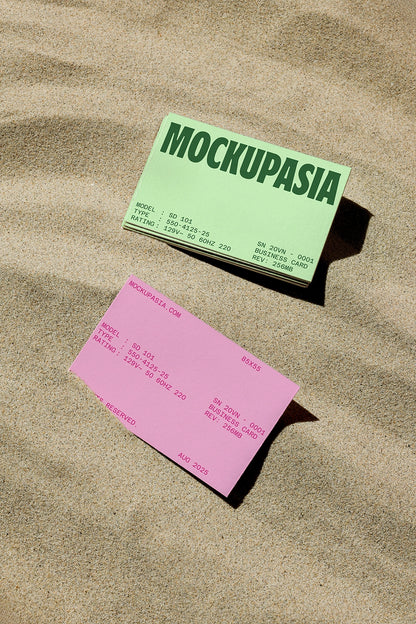 MOCKUPASIA
MODEL : SD 101
TYPE : 550-4125-25
RATING: 129V~ 50 60HZ 220
SN 20VN . 0001
BUSINESS CARD
REV: 256MB
MOCKUPASIA.COM
85X55
MODEL : SD 101
TYPE : 550-4125-25
RATING: 129V~ 50 60HZ 220
SN 20VN . 0001
BUSINESS CARD
REV: 256MB
RESERVED
AUG 2025